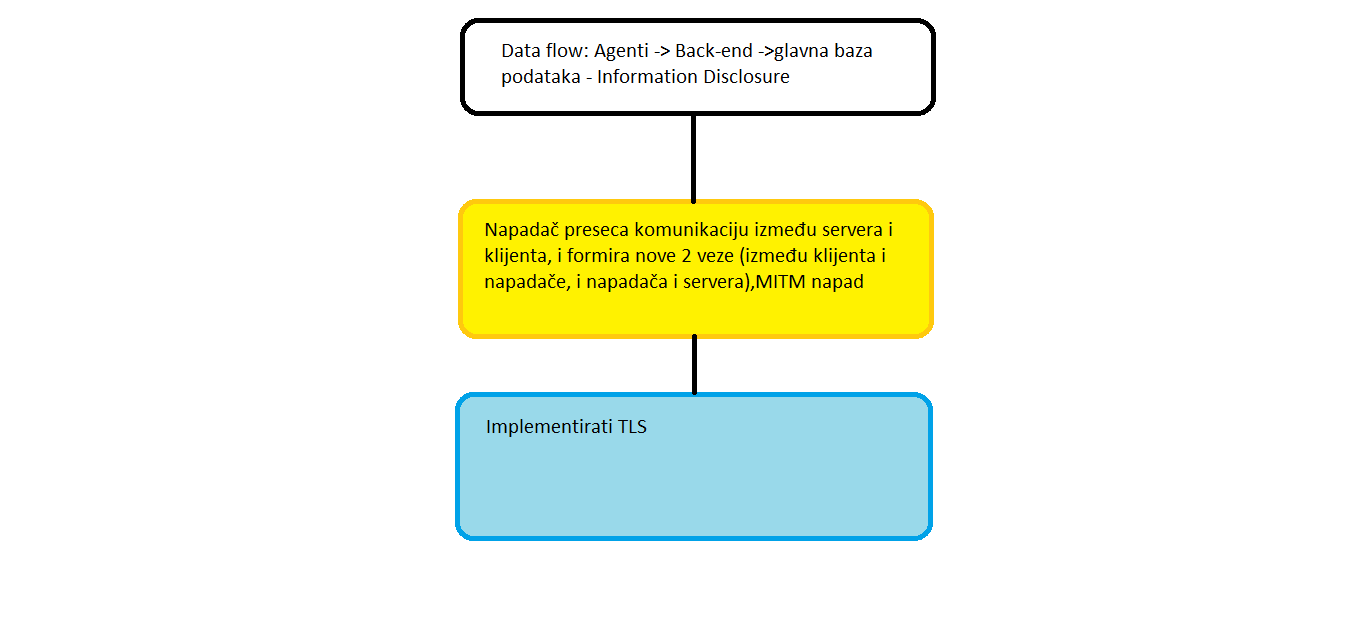 Data flow: Agenti -> Back-end ->glavna baza
podataka - Information Disclosure
Napadač preseca komunikaciju između servera i
klijenta, i formira nove 2 veze (između klijenta i
napadače, i napadača i servera),MITM napad
Implementirati TLS